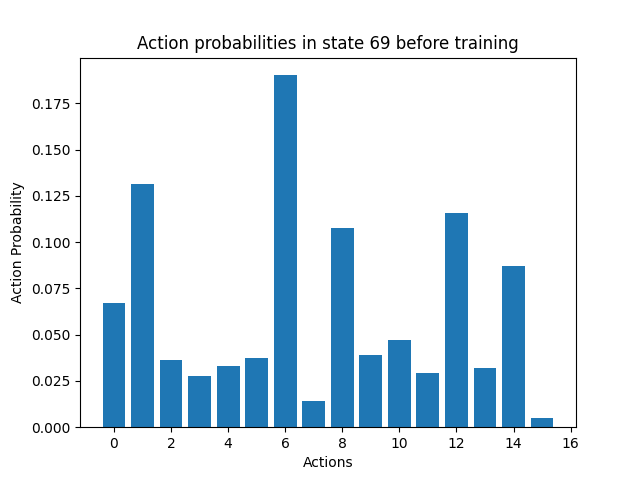 Action probabilities in state 69 before training
0.175
0.150
0.125
0.100
0.075
0.050
0.025
0.000
Action Probability
0 2 4 6 8 10 12 14 16
Actions